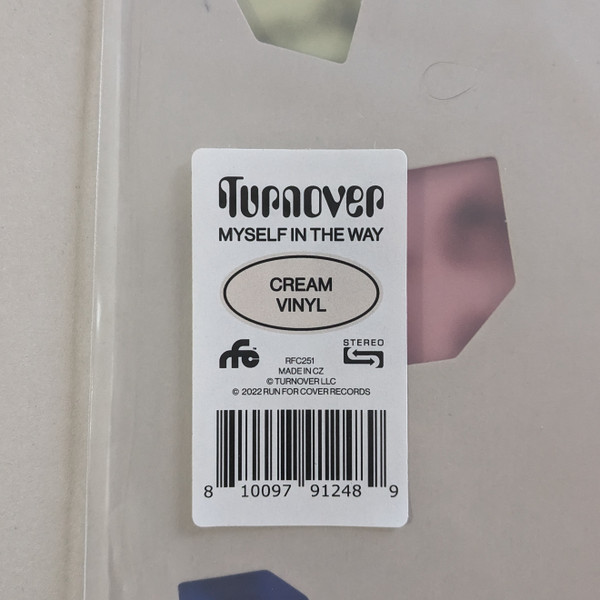 Turnover
MYSELF IN THE WAY
CREAM
VINYL
rfc™
STEREO
RFC251
MADE IN CZ
© TURNOVER LLC
© 2022 RUN FOR COVER RECORDS
8 10097 91248 9